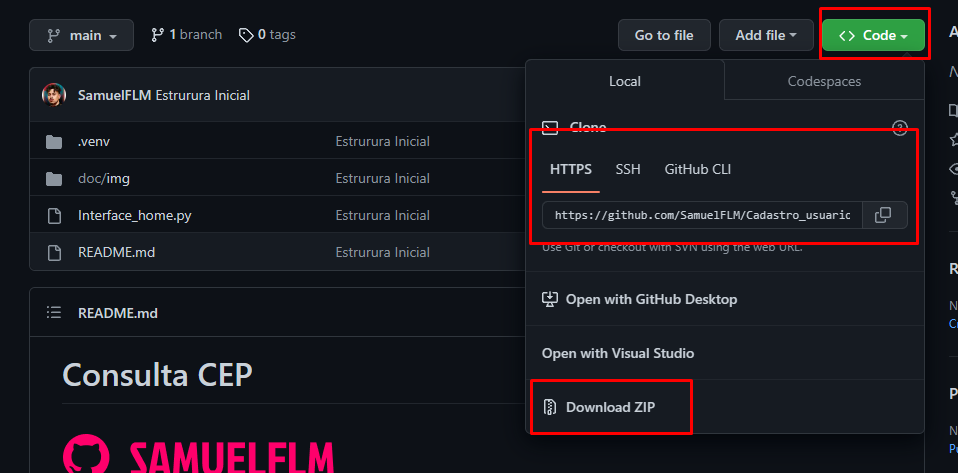 main
1 branch
0 tags
Go to file
Add file
<> Code
SamuelFLM Estrurura Inicial
.venv Estrurura Inicial
doc/img Estrurura Inicial
Interface_home.py Estrurura Inicial
README.md Estrurura Inicial
README.md
Consulta CEP
SAMUELFLM
Local
Codespaces
Clone
?
HTTPS SSH GitHub CLI
https://github.com/SamuelFLM/Cadastro_usuario
Use Git or checkout with SVN using the web URL.
Open with GitHub Desktop
Open with Visual Studio
Download ZIP